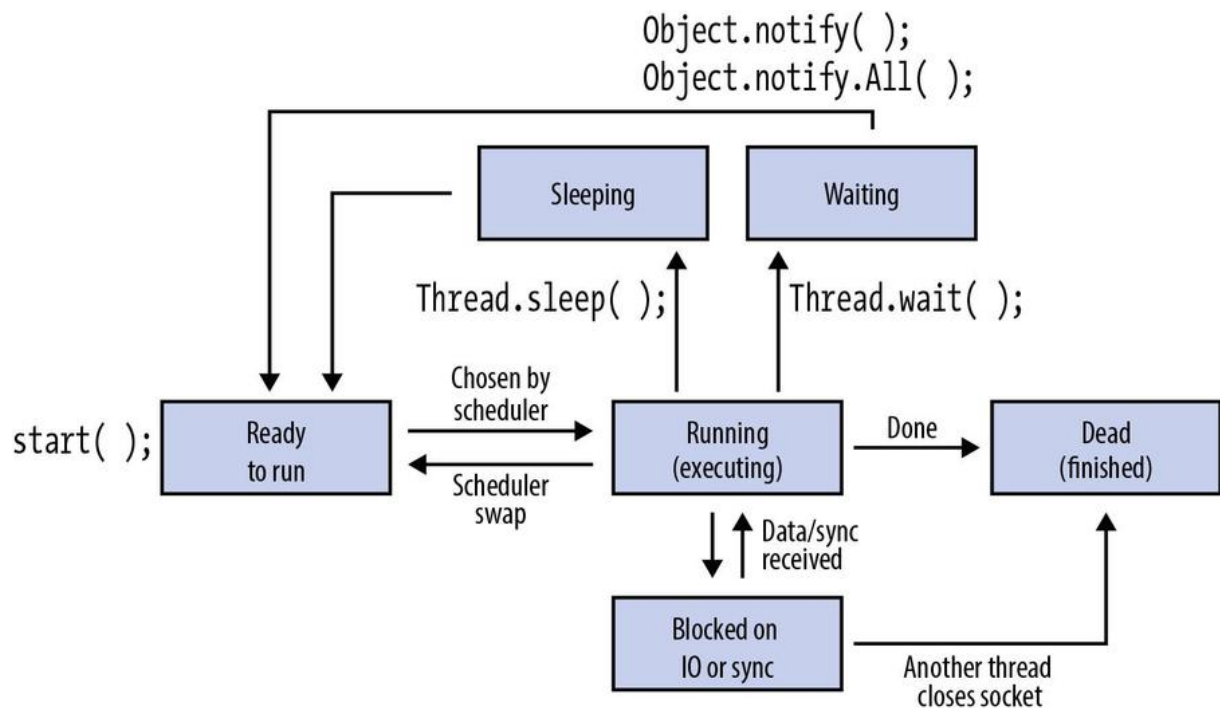 Object.notify( );
Object.notify.All( );
Sleeping
Waiting
Thread.sleep( );
Thread.wait( );
start( );
Ready
to run
Chosen by
scheduler
Scheduler
swap
Running
(executing)
Done
Dead
(finished)
Data/sync
received
Blocked on
IO or sync
Another thread
closes socket